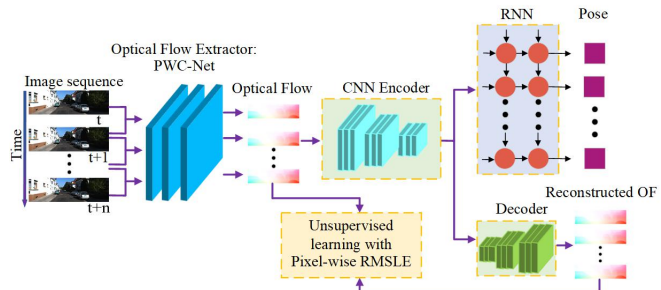 RNN
Pose
Optical Flow Extractor:
PWC-Net
Image sequence
Optical Flow
CNN Encoder
t
t+1
t+n
Time
Reconstructed OF
Decoder
Unsupervised
learning with
Pixel-wise RMSLE